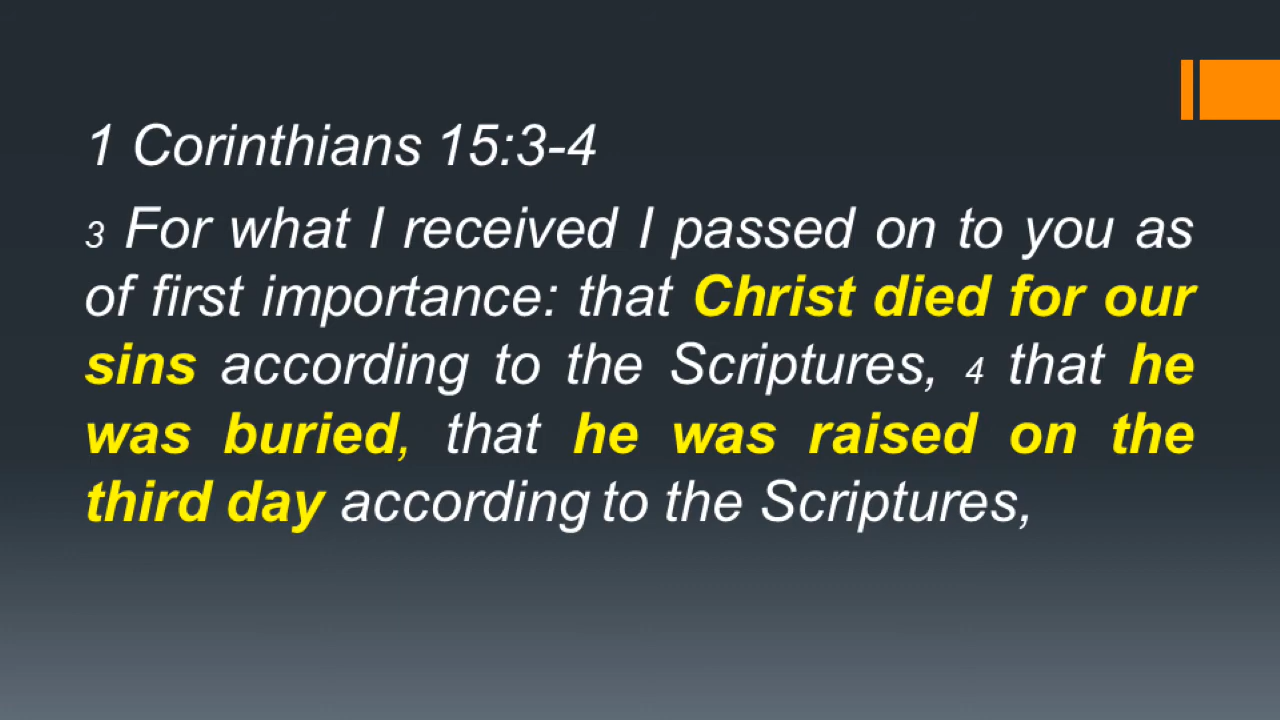 1 Corinthians 15:3-4
3 For what I received I passed on to you as
of first importance: that Christ died for our
sins according to the Scriptures, 4 that he
was buried, that he was raised on the
third day according to the Scriptures,